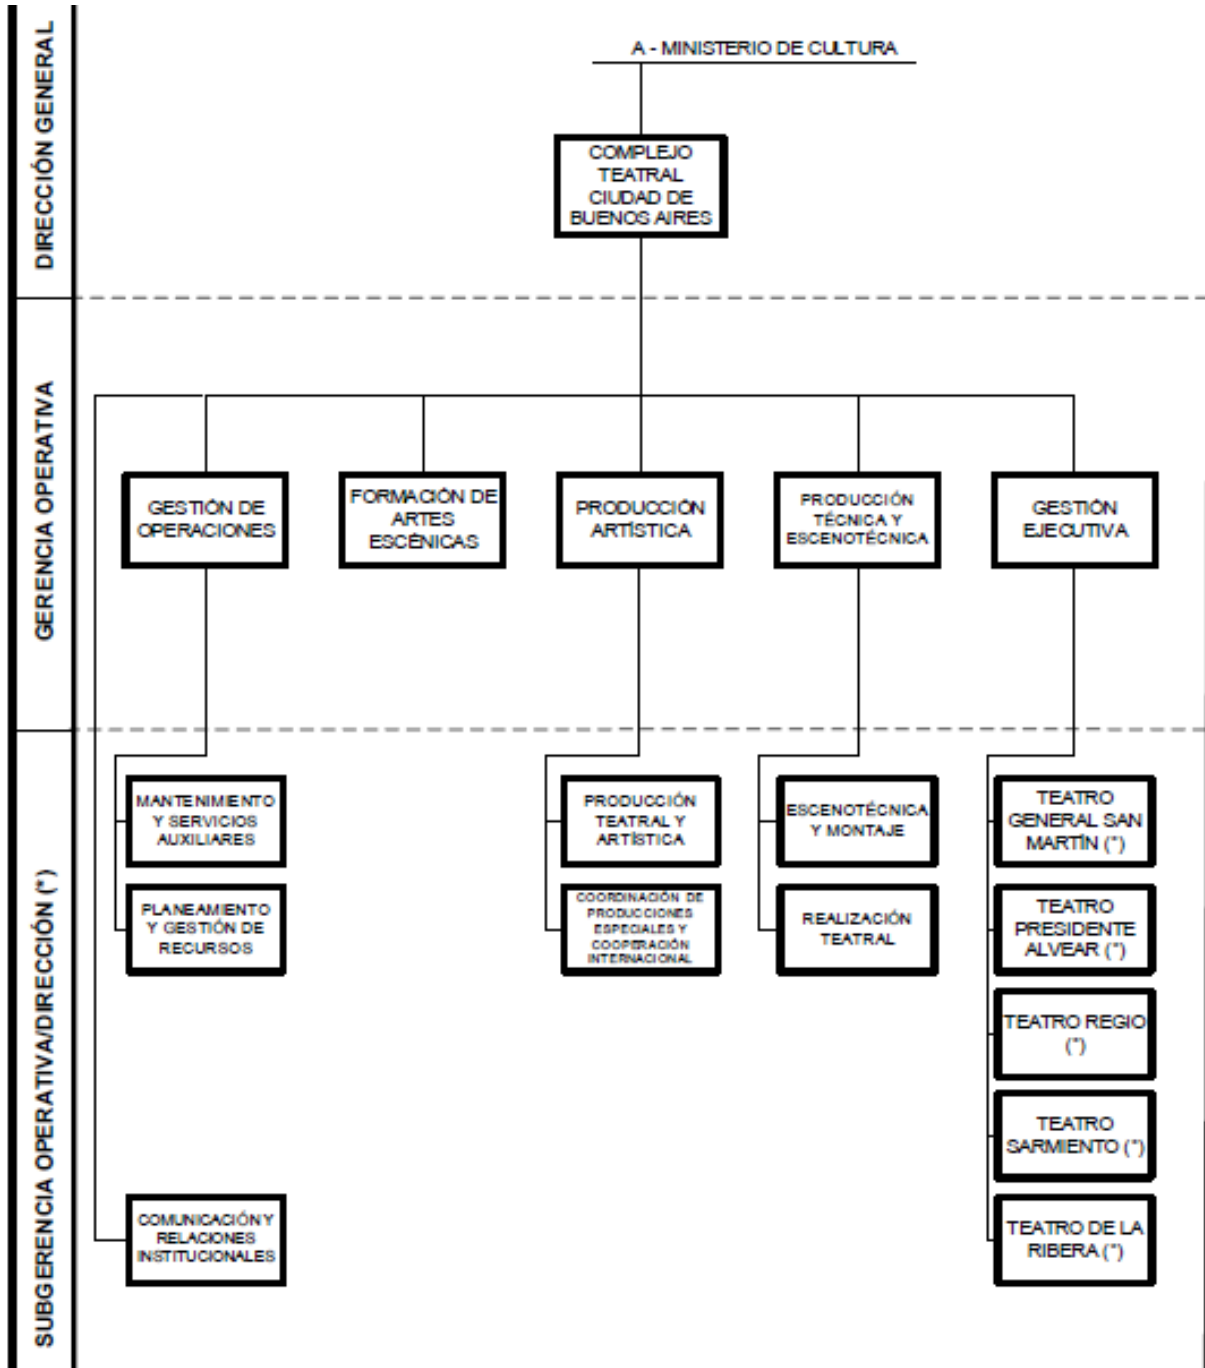 A - MINISTERIO DE CULTURA
DIRECCIÓN GENERAL
COMPLEJO
TEATRAL
CIUDAD DE
BUENOS AIRES
GERENCIA OPERATIVA
GESTIÓN DE
OPERACIONES
FORMACIÓN DE
ARTES
ESCÉNICAS
PRODUCCIÓN
ARTÍSTICA
PRODUCCIÓN
TÉCNICA Y
ESCENOTÉCNICA
GESTIÓN
EJECUTIVA
SUBGERENCIA OPERATIVA/DIRECCIÓN (*)
MANTENIMIENTO
Y SERVICIOS
AUXILIARES
PLANEAMIENTO
Y GESTIÓN DE
RECURSOS
COMUNICACIÓN Y
RELACIONES
INSTITUCIONALES
PRODUCCIÓN
TEATRAL Y
ARTÍSTICA
COORDINACIÓN DE
PRODUCCIONES
ESPECIALES Y
COOPERACIÓN
INTERNACIONAL
ESCENOTÉCNICA
Y MONTAJE
REALIZACIÓN
TEATRAL
TEATRO
GENERAL SAN
MARTÍN (*)
TEATRO
PRESIDENTE
ALVEAR (*)
TEATRO REGIO
(*)
TEATRO
SARMIENTO (*)
TEATRO DE LA
RIBERA (*)